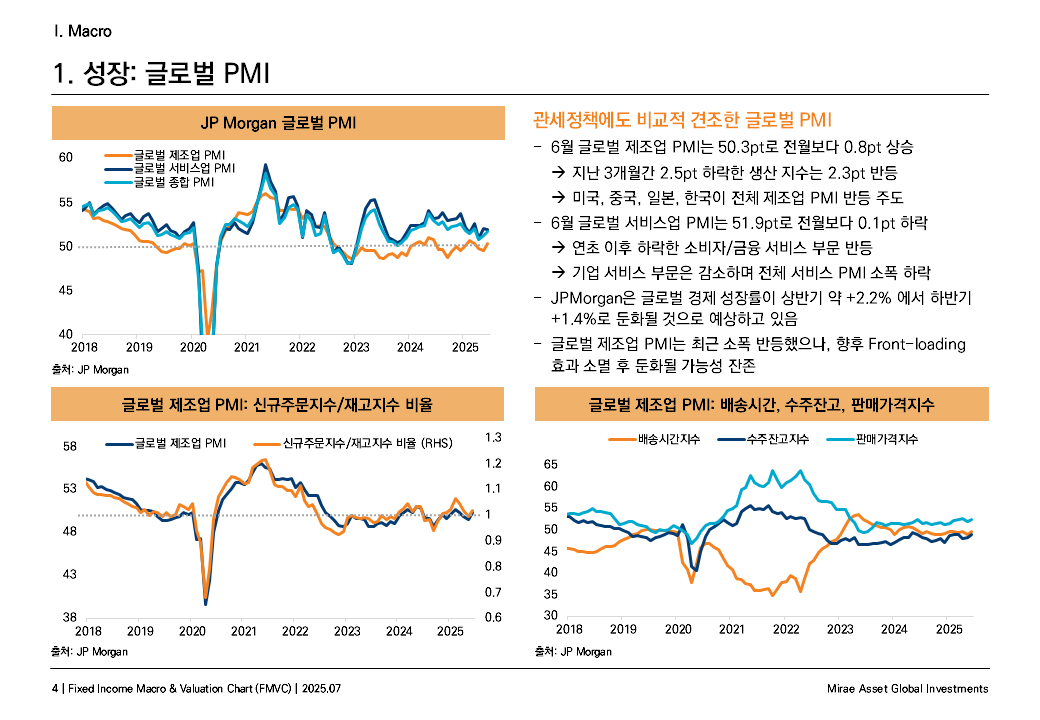 I. Macro
1. 성장: 글로벌 PMI
JP Morgan 글로벌 PMI
글로벌 제조업 PMI
글로벌 서비스업 PMI
글로벌 종합 PMI
60
55
50
45
40
2018 2019 2020 2021 2022 2023 2024 2025
출처: JP Morgan
관세정책에도 비교적 견조한 글로벌 PMI
– 6월 글로벌 제조업 PMI는 50.3pt로 전월보다 0.8pt 상승
→ 지난 3개월간 2.5pt 하락한 생산 지수는 2.3pt 반등
→ 미국, 중국, 일본, 한국이 전체 제조업 PMI 반등 주도
– 6월 글로벌 서비스업 PMI는 51.9pt로 전월보다 0.1pt 하락
→ 연초 이후 하락한 소비자/금융 서비스 부문 반등
→ 기업 서비스 부문은 감소하며 전체 서비스 PMI 소폭 하락
– JPMorgan은 글로벌 경제 성장률이 상반기 약 +2.2% 에서 하반기
+1.4%로 둔화될 것으로 예상하고 있음
– 글로벌 제조업 PMI는 최근 소폭 반등했으나, 향후 Front-loading
효과 소멸 후 둔화될 가능성 잔존
글로벌 제조업 PMI: 신규주문지수/재고지수 비율
글로벌 제조업 PMI 신규주문지수/재고지수 비율 (RHS)
58
53
48
43
38
1.3
1.2
1.1
1
0.9
0.8
0.7
0.6
2018 2019 2020 2021 2022 2023 2024 2025
출처: JP Morgan
글로벌 제조업 PMI: 배송시간, 수주잔고, 판매가격지수
배송시간지수 수주잔고지수 판매가격지수
65
60
55
50
45
40
35
30
2018 2019 2020 2021 2022 2023 2024 2025
출처: JP Morgan
4 | Fixed Income Macro & Valuation Chart (FMVC) | 2025.07
Mirae Asset Global Investments